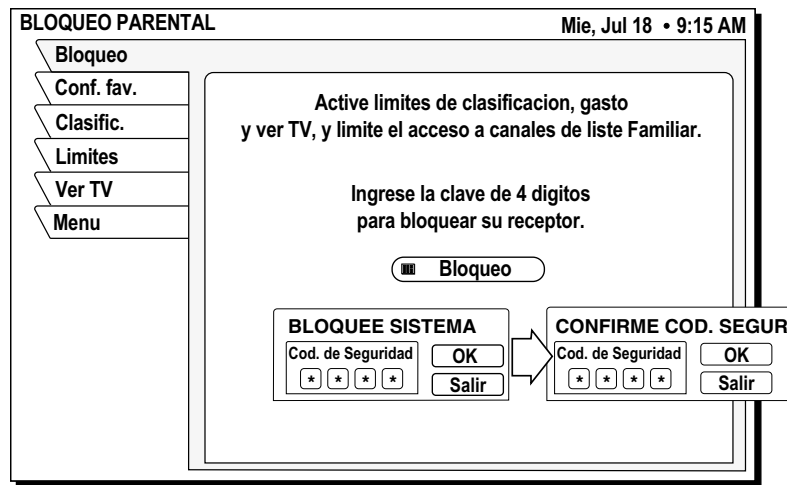 BLOQUEO PARENTAL
Mie, Jul 18 • 9:15 AM
Bloqueo
Conf. fav.
Clasific.
Limites
Ver TV
Menu
Active limites de clasificacion, gasto
y ver TV, y limite el acceso a canales de liste Familiar.
Ingrese la clave de 4 digitos
para bloquear su receptor.
Bloqueo
BLOQUEE SISTEMA
Cod. de Seguridad
* * * *
OK
Salir
CONFIRME COD. SEGUR
Cod. de Seguridad
* * * *
OK
Salir